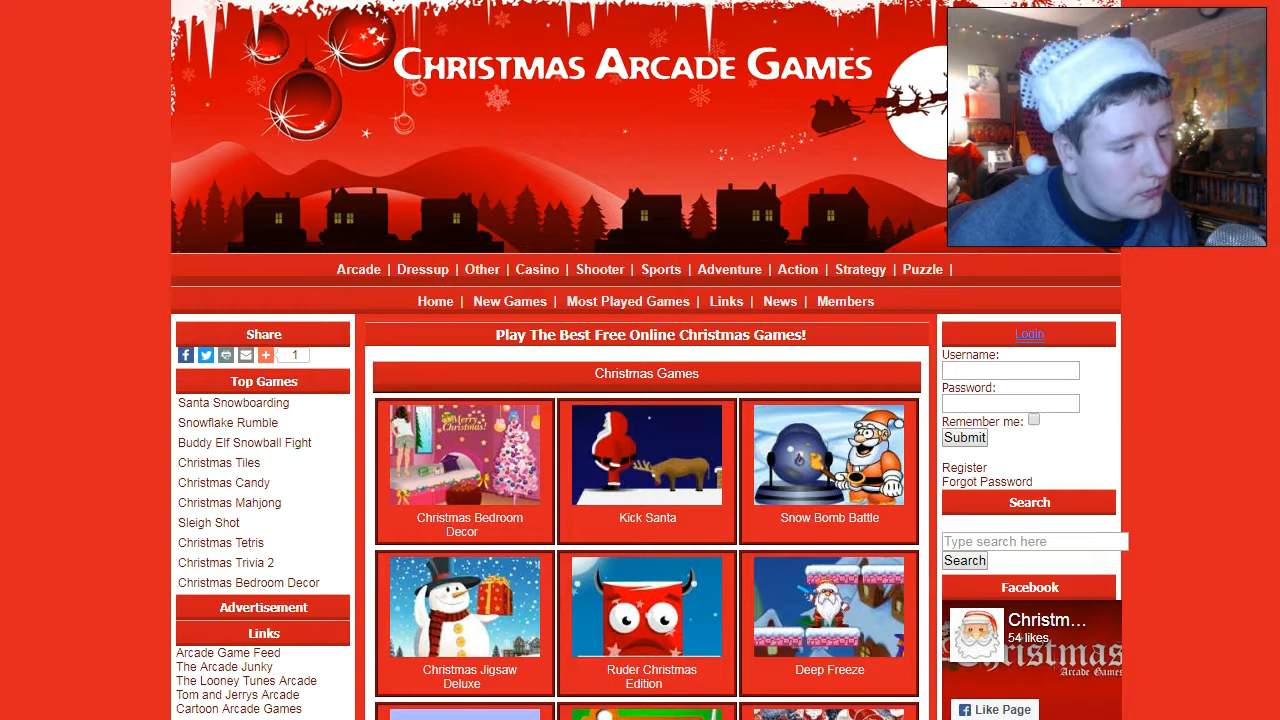 Christmas Arcade Games
Arcade | Dressup | Other | Casino | Shooter | Sports | Adventure | Action | Strategy | Puzzle |
Home | New Games | Most Played Games | Links | News | Members
Share
1
Top Games
Santa Snowboarding
Snowflake Rumble
Buddy Elf Snowball Fight
Christmas Tiles
Christmas Candy
Christmas Mahjong
Sleigh Shot
Christmas Tetris
Christmas Trivia 2
Christmas Bedroom Decor
Advertisement
Links
Arcade Game Feed
The Arcade Junky
The Looney Tunes Arcade
Tom and Jerrys Arcade
Cartoon Arcade Games
Play The Best Free Online Christmas Games!
Christmas Games
Merry Christmas!
Christmas Bedroom
Decor
Kick Santa
Snow Bomb Battle
Christmas Jigsaw
Deluxe
Ruder Christmas
Edition
Deep Freeze
Login
Username:
Password:
Remember me:
Submit
Register
Forgot Password
Search
Type search here
Search
Facebook
Christm...
54 likes
Christmas
Arcade Games
Like Page